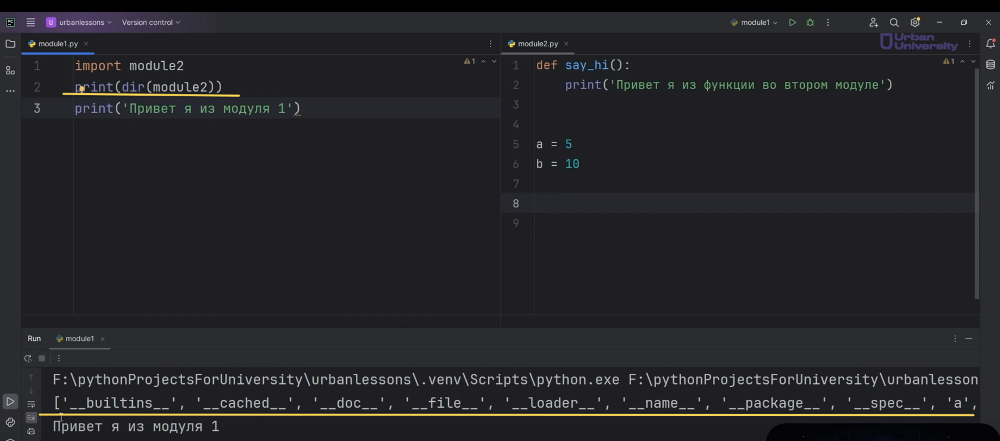 urbanlessons
Version control
module1
module1.py
1
import module2
2
print(dir(module2))
3
print('Привет я из модуля 1')
1
module2.py
Urban
University
1
def say_hi():
2
print('Привет я из функции во втором модуле')
3
4
5
a = 5
6
b = 10
7
8
9
1
Run
module1
F:\pythonProjectsForUniversity\urbanlessons\.venv\Scripts\python.exe F:\pythonProjectsForUniversity\urbanlesson
['__builtins__', '__cached__', '__doc__', '__file__', '__loader__', '__name__', '__package__', '__spec__', 'a',
Привет я из модуля 1